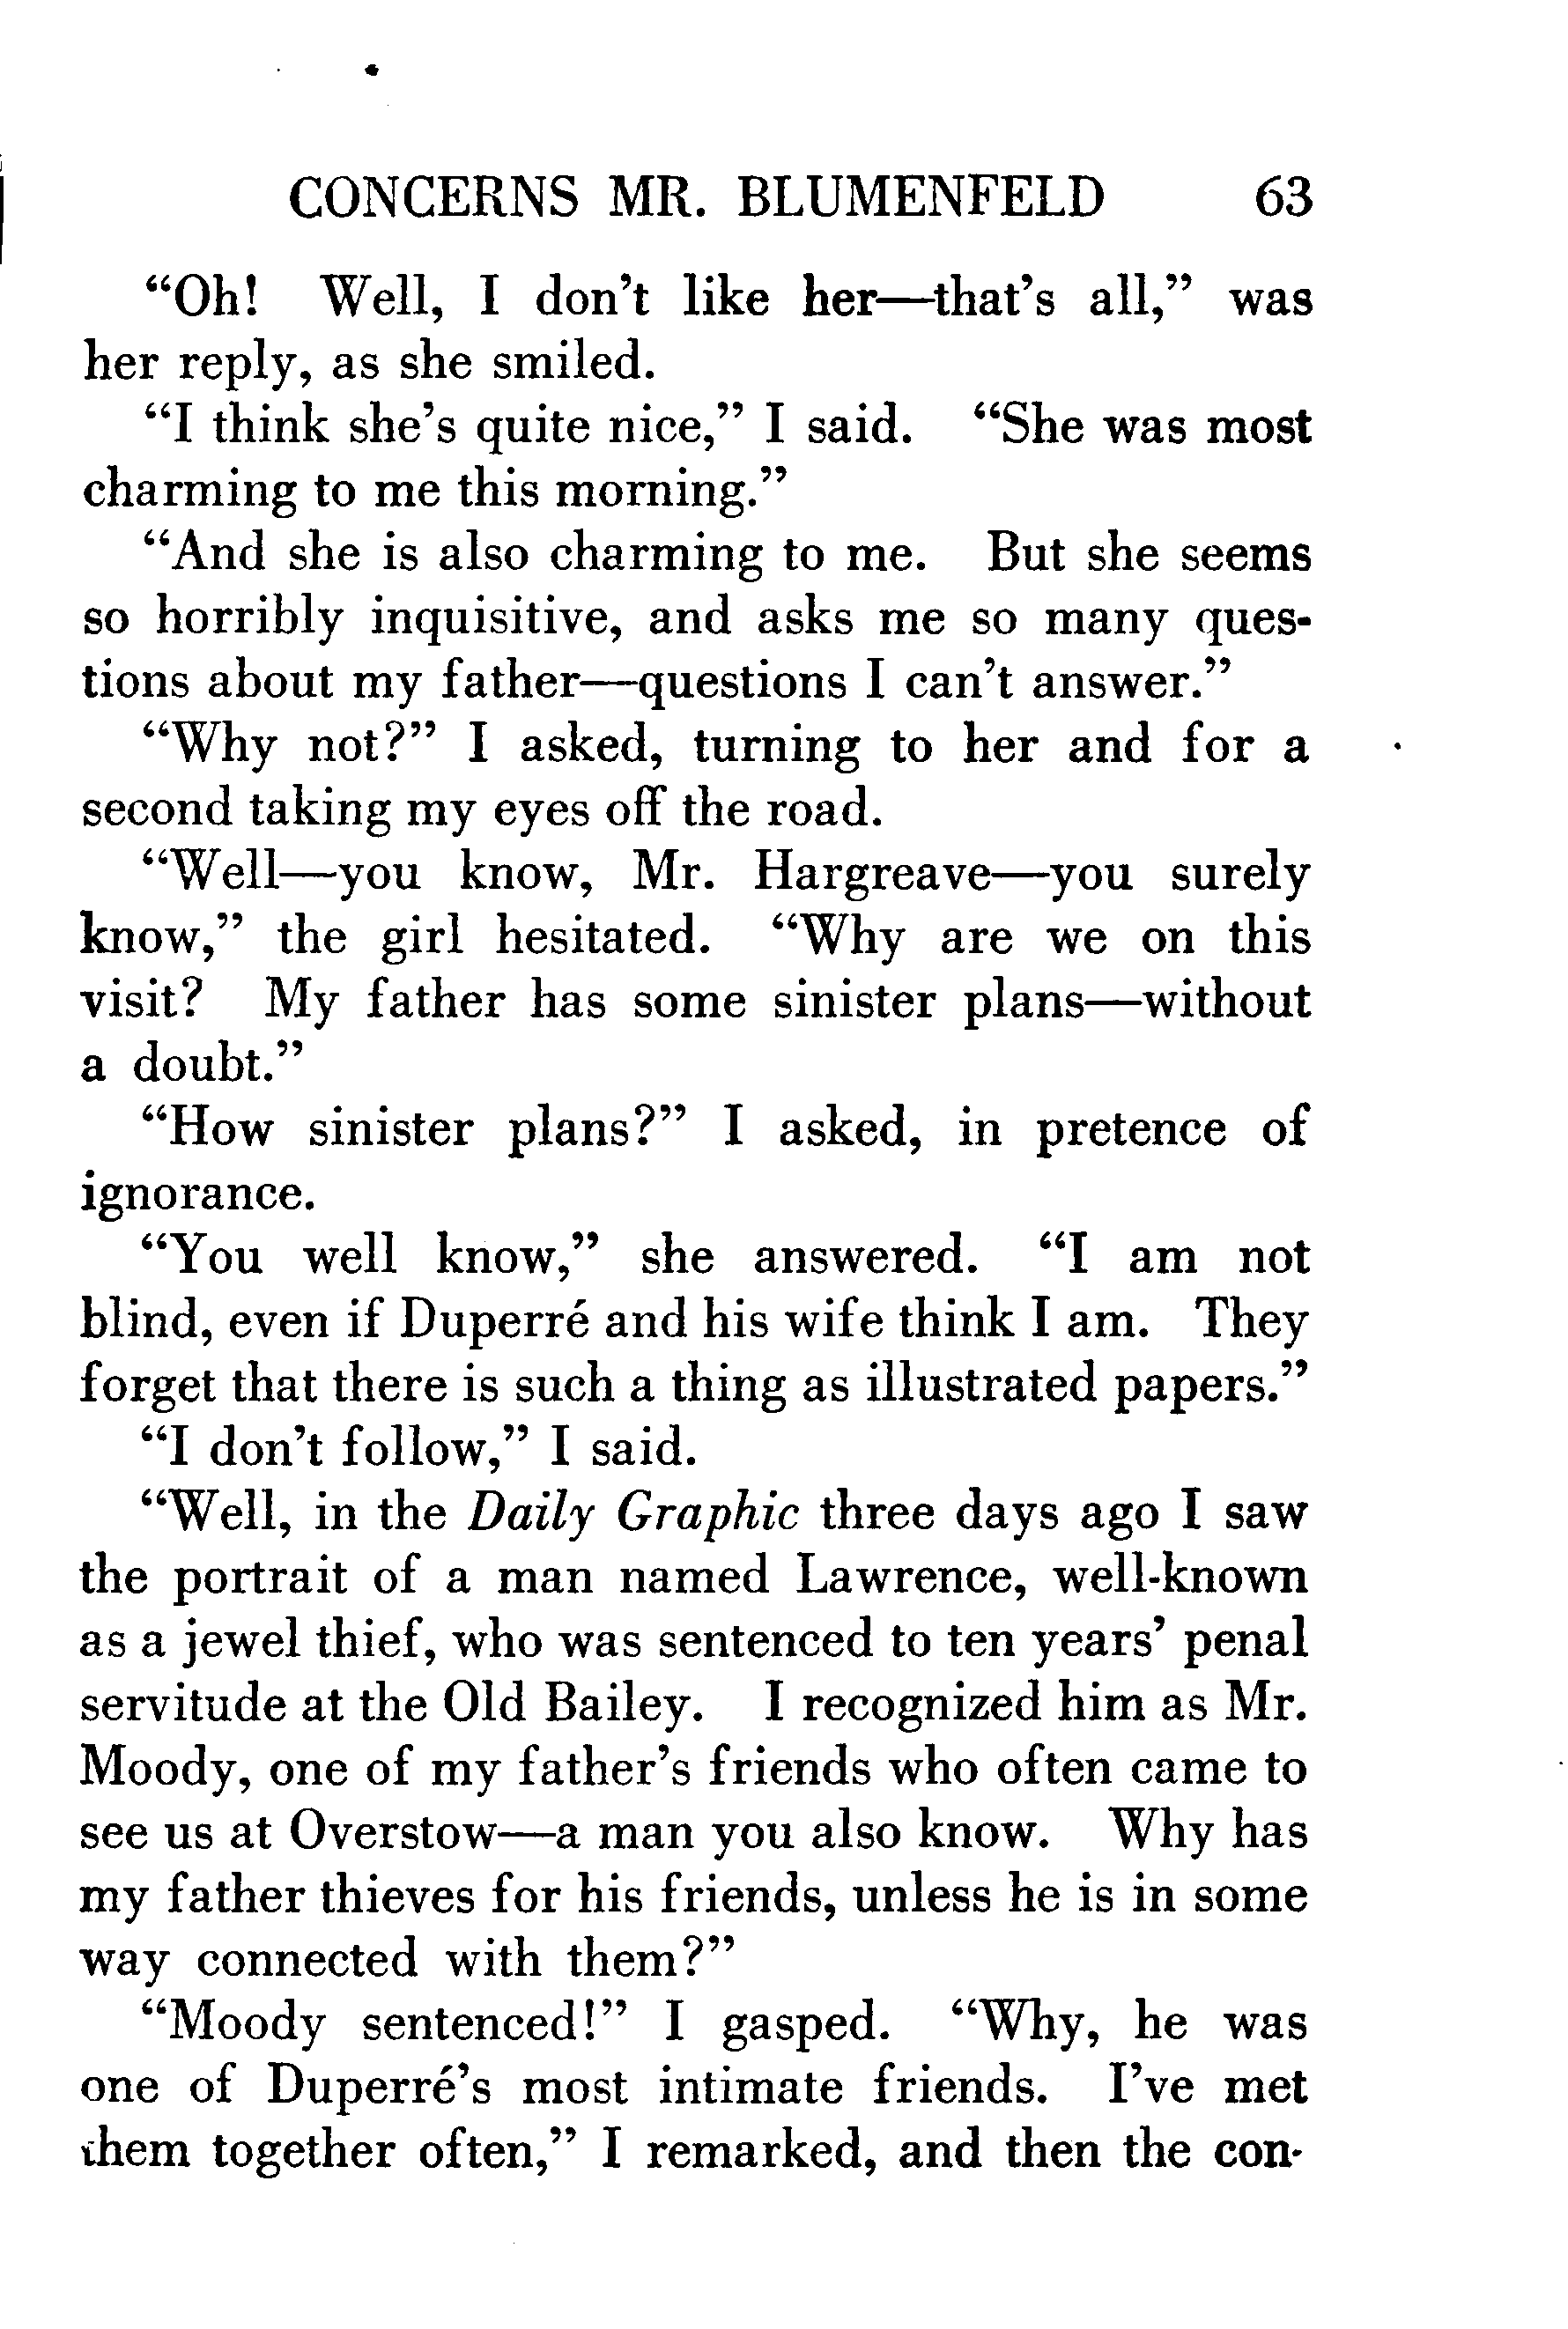 CONCERNS MR. BLUMENFELD 63
“Oh! Well, I don’t like her—that’s all,” was
her reply, as she smiled.
“I think she’s quite nice,” I said. “She was most
charming to me this morning.”
“And she is also charming to me. But she seems
so horribly inquisitive, and asks me so many ques-
tions about my father—questions I can’t answer.”
“Why not?” I asked, turning to her and for a
second taking my eyes off the road.
“Well—you know, Mr. Hargreave—you surely
know,” the girl hesitated. “Why are we on this
visit? My father has some sinister plans—without
a doubt.”
“How sinister plans?” I asked, in pretence of
ignorance.
“You well know,” she answered. “I am not
blind, even if Duperré and his wife think I am. They
forget that there is such a thing as illustrated papers.”
“I don’t follow,” I said.
“Well, in the Daily Graphic three days ago I saw
the portrait of a man named Lawrence, well-known
as a jewel thief, who was sentenced to ten years’ penal
servitude at the Old Bailey. I recognized him as Mr.
Moody, one of my father’s friends who often came to
see us at Overstow—a man you also know. Why has
my father thieves for his friends, unless he is in some
way connected with them?”
“Moody sentenced!” I gasped. “Why, he was
one of Duperré’s most intimate friends. I’ve met
them together often,” I remarked, and then the con-